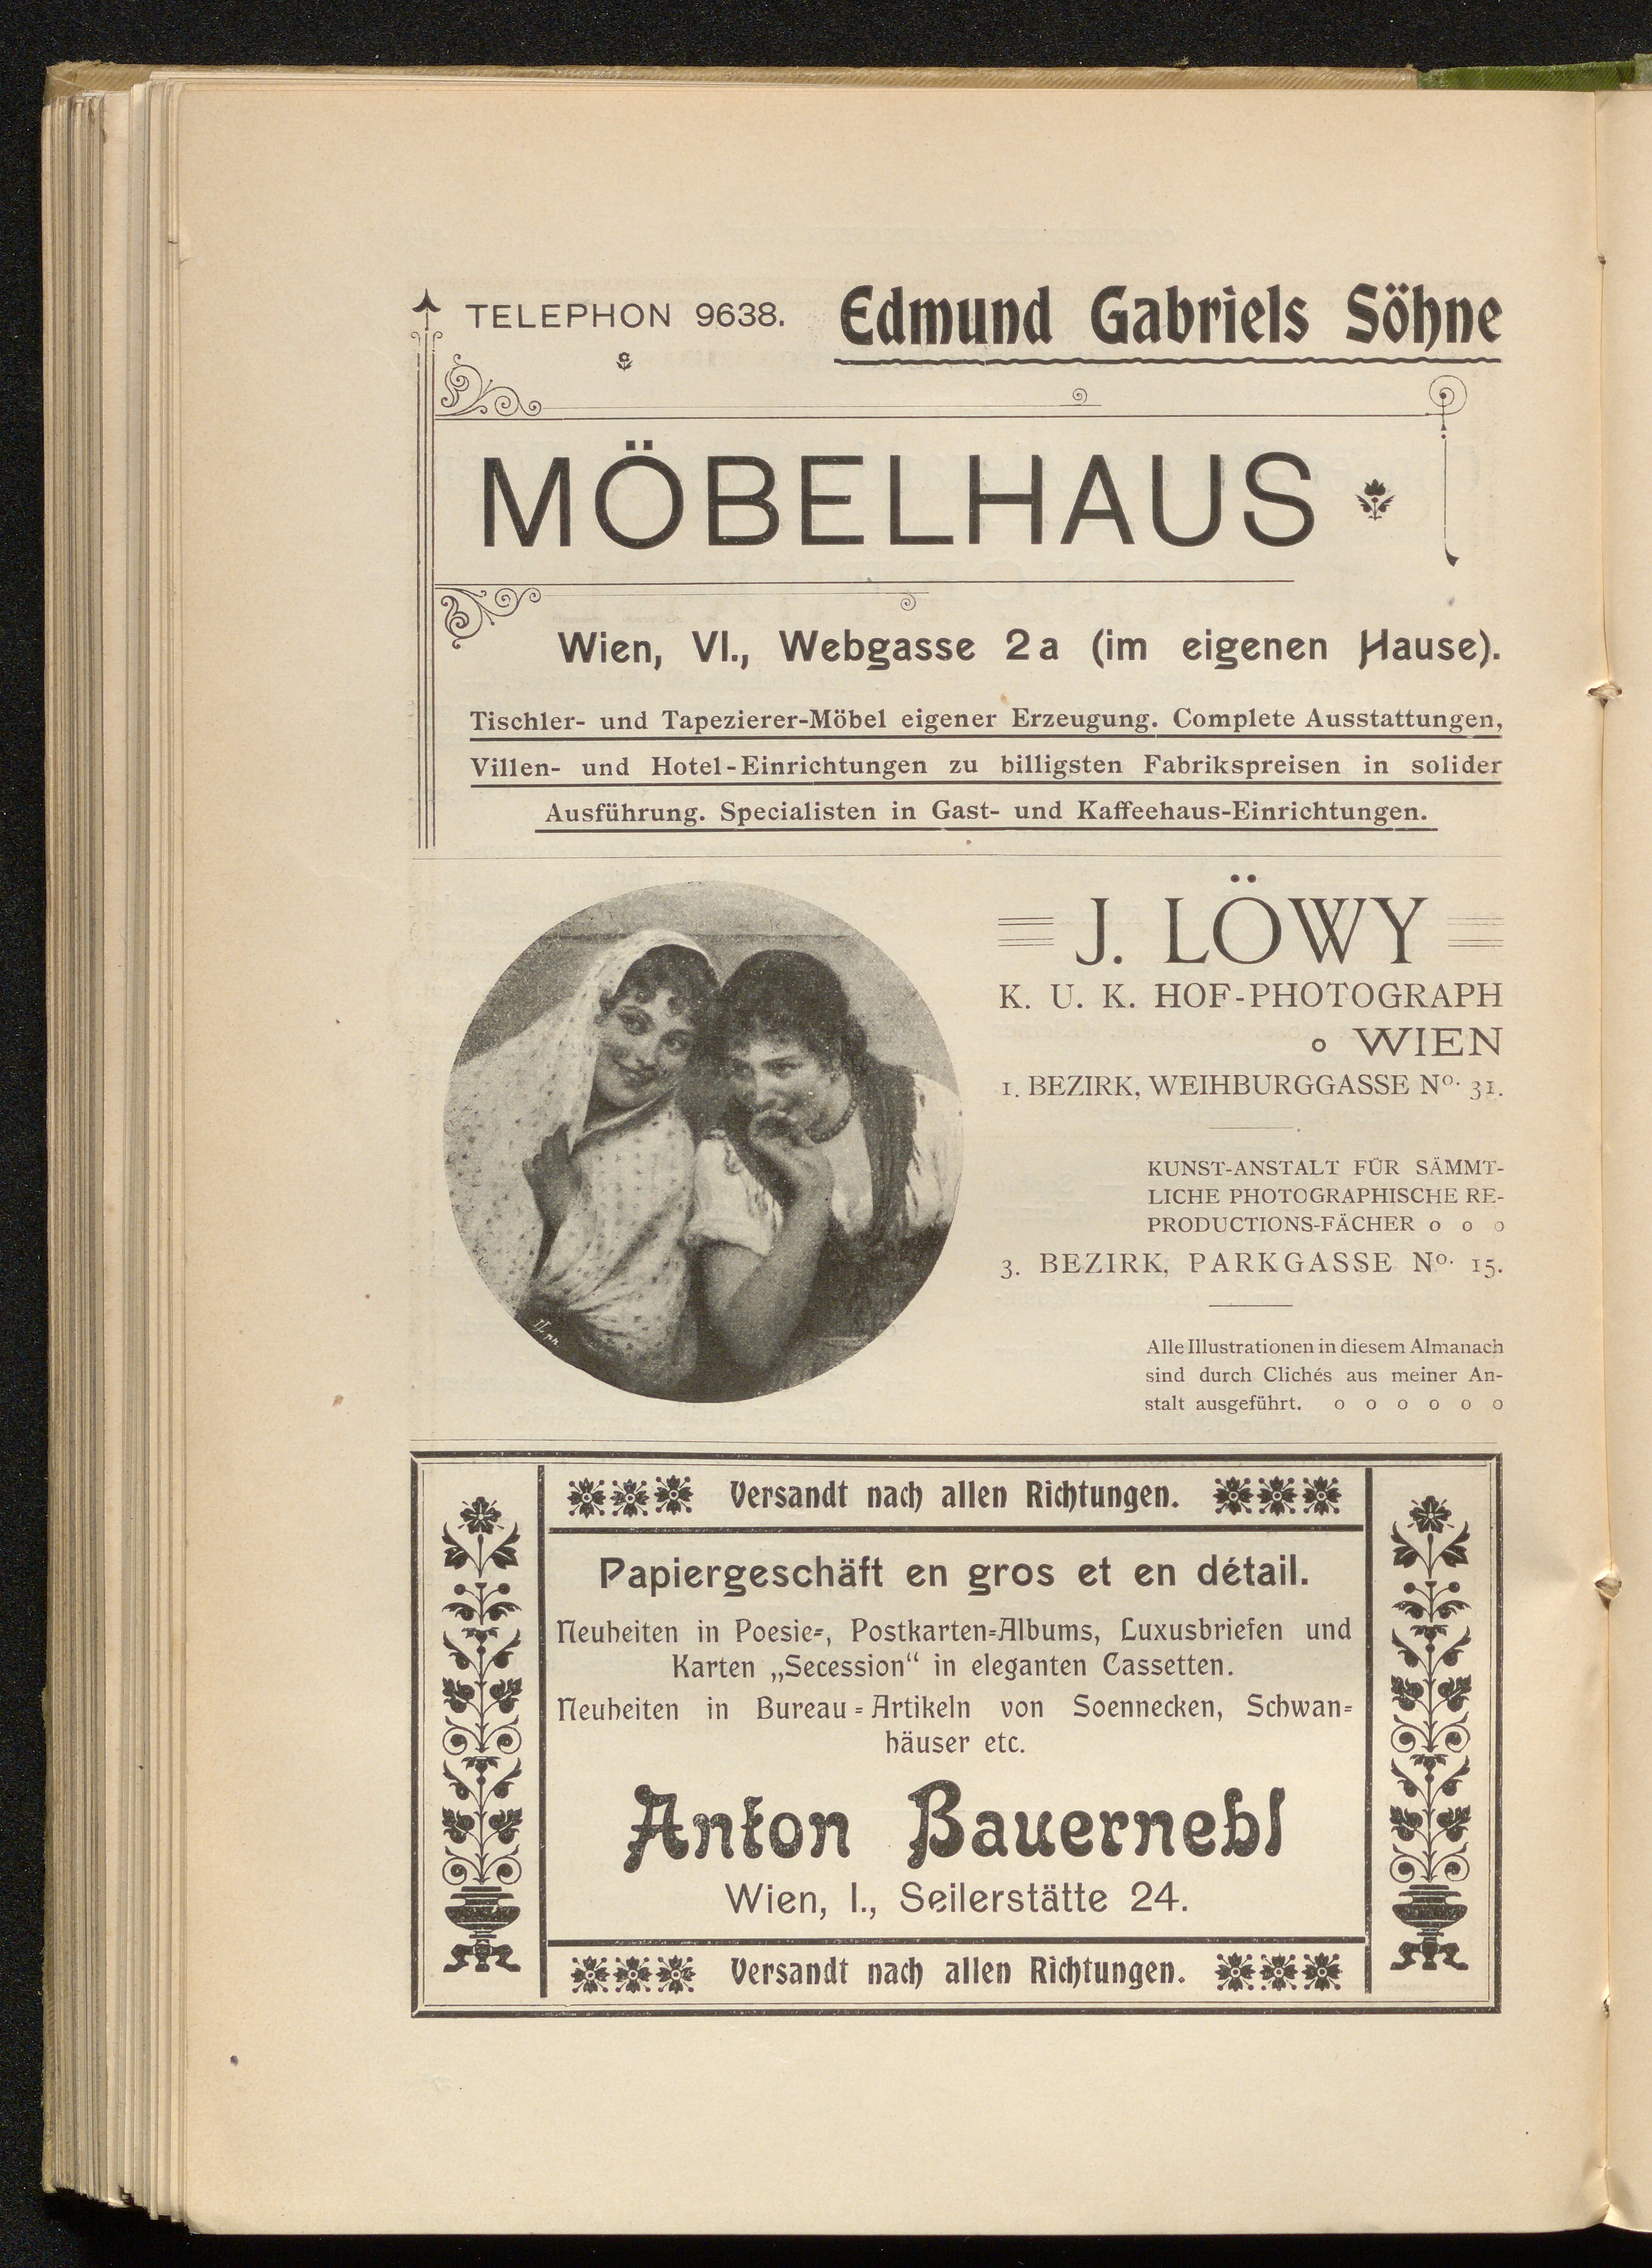 TELEPHON 9638. Edmund Gabriels Söhne
MÖBELHAUS
Wien, VI., Webgasse 2a (im eigenen Hause).
Tischler- und Tapezierer-Möbel eigener Erzeugung. Complete Ausstattungen,
Villen- und Hotel-Einrichtungen zu billigsten Fabrikspreisen in solider
Ausführung. Specialisten in Gast- und Kaffeehaus-Einrichtungen.
J. LÖWY
K. U. K. HOF-PHOTOGRAPH
o WIEN
1. BEZIRK, WEIHBURGGASSE No. 31.
KUNST-ANSTALT FÜR SÄMMT-
LICHE PHOTOGRAPHISCHE RE-
PRODUCTIONS-FÄCHER o o o
3. BEZIRK, PARKGASSE No. 15.
Alle Illustrationen in diesem Almanach
sind durch Clichés aus meiner An-
stalt ausgeführt. o o o o o o
Versandt nach allen Richtungen.
Papiergeschäft en gros et en détail.
Neuheiten in Poesie-, Postkarten-Albums, Luxusbriefen und
Karten „Secession“ in eleganten Cassetten.
Neuheiten in Bureau-Artikeln von Soennecken, Schwan-
häuser etc.
Anton Bauernebl
Wien, I., Seilerstätte 24.
Versandt nach allen Richtungen.